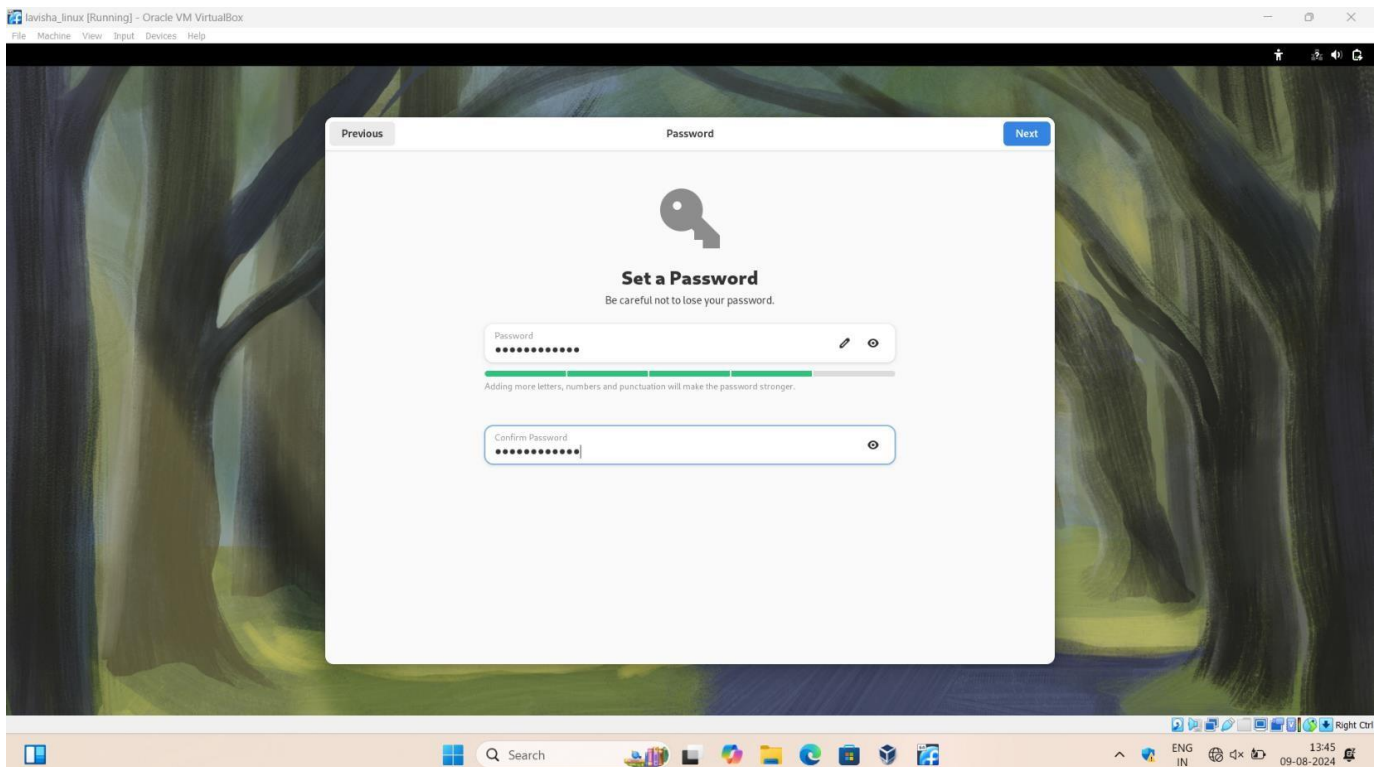 lavisha_linux [Running] - Oracle VM VirtualBox
File Machine View Input Devices Help
Previous Password Next
Set a Password
Be careful not to lose your password.
Password
●●●●●●●●●●●●
Adding more letters, numbers and punctuation will make the password stronger.
Confirm Password
●●●●●●●●●●●●
Right Ctrl
Search
ENG
IN
13:45
09-08-2024